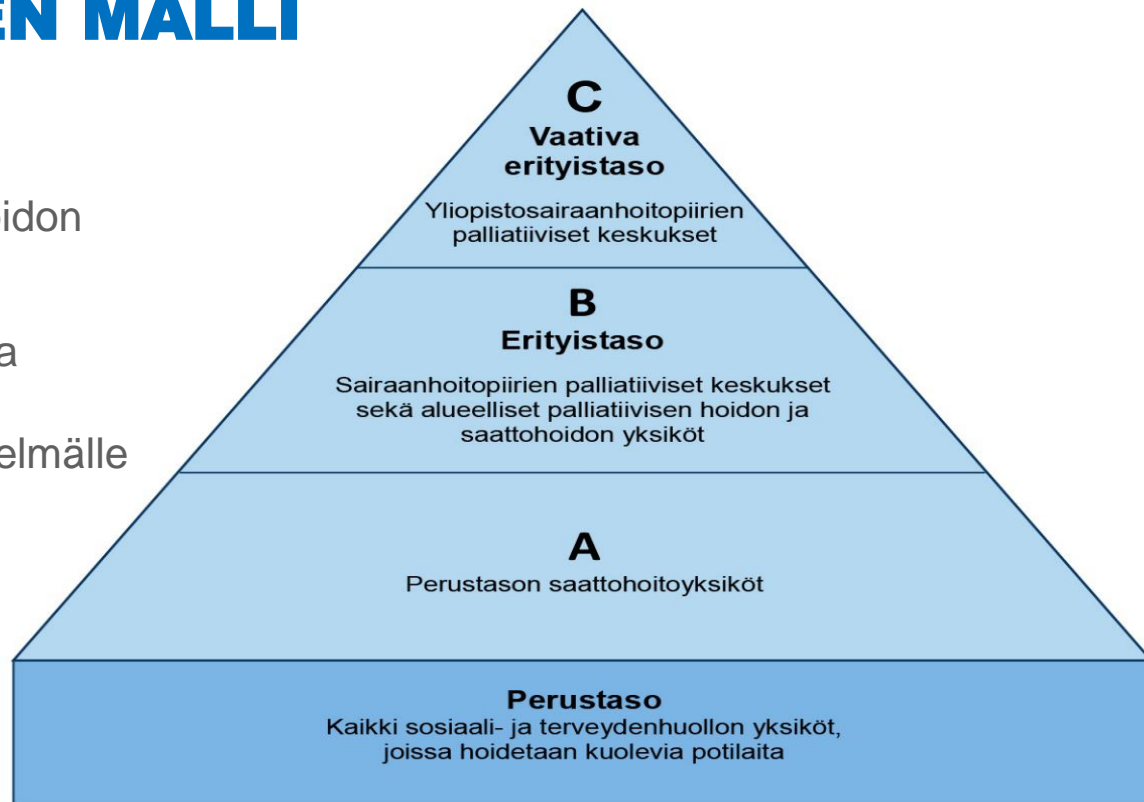 EN MALLI
oidon
a
elmälle
C
Vaativa
erityistaso
Yliopistosairaanhoitopiirien
palliatiiviset keskukset
B
Erityistaso
Sairaanhoitopiirien palliatiiviset keskukset
sekä alueelliset palliatiivisen hoidon ja
saattohoidon yksiköt
A
Perustason saattohoitoyksiköt
Perustaso
Kaikki sosiaali- ja terveydenhuollon yksiköt,
joissa hoidetaan kuolevia potilaita